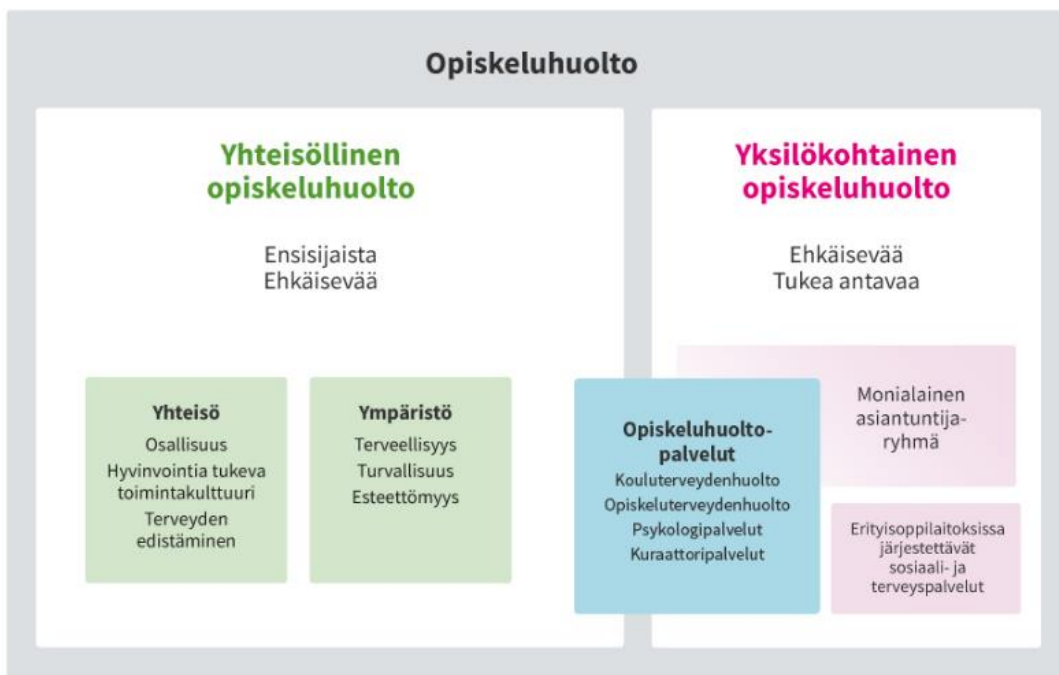 Opiskeluhuolto
Yhteisöllinen
opiskeluhuolto
Ensisijaista
Ehkäisevää
Yhteisö
Osallisuus
Hyvinvointia tukeva
toimintakulttuuri
Terveyden
edistäminen
Ympäristö
Terveellisyys
Turvallisuus
Esteettömyys
Opiskeluhuolto-
palvelut
Kouluterveydenhuolto
Opiskeluterveydenhuolto
Psykologipalvelut
Kuraattoripalvelut
Yksilökohtainen
opiskeluhuolto
Ehkäisevää
Tukea antavaa
Monialainen
asiantuntija-
ryhmä
Erityisoppilaitoksissa
järjestettävät
sosiaali- ja
terveyspalvelut